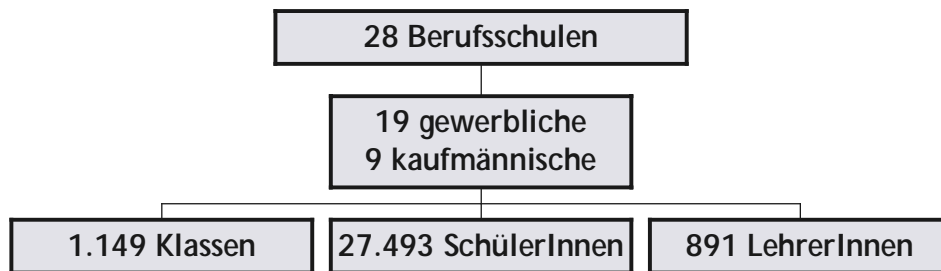 28 Berufsschulen
19 gewerbliche
9 kaufmännische
1.149 Klassen
27.493 SchülerInnen
891 LehrerInnen